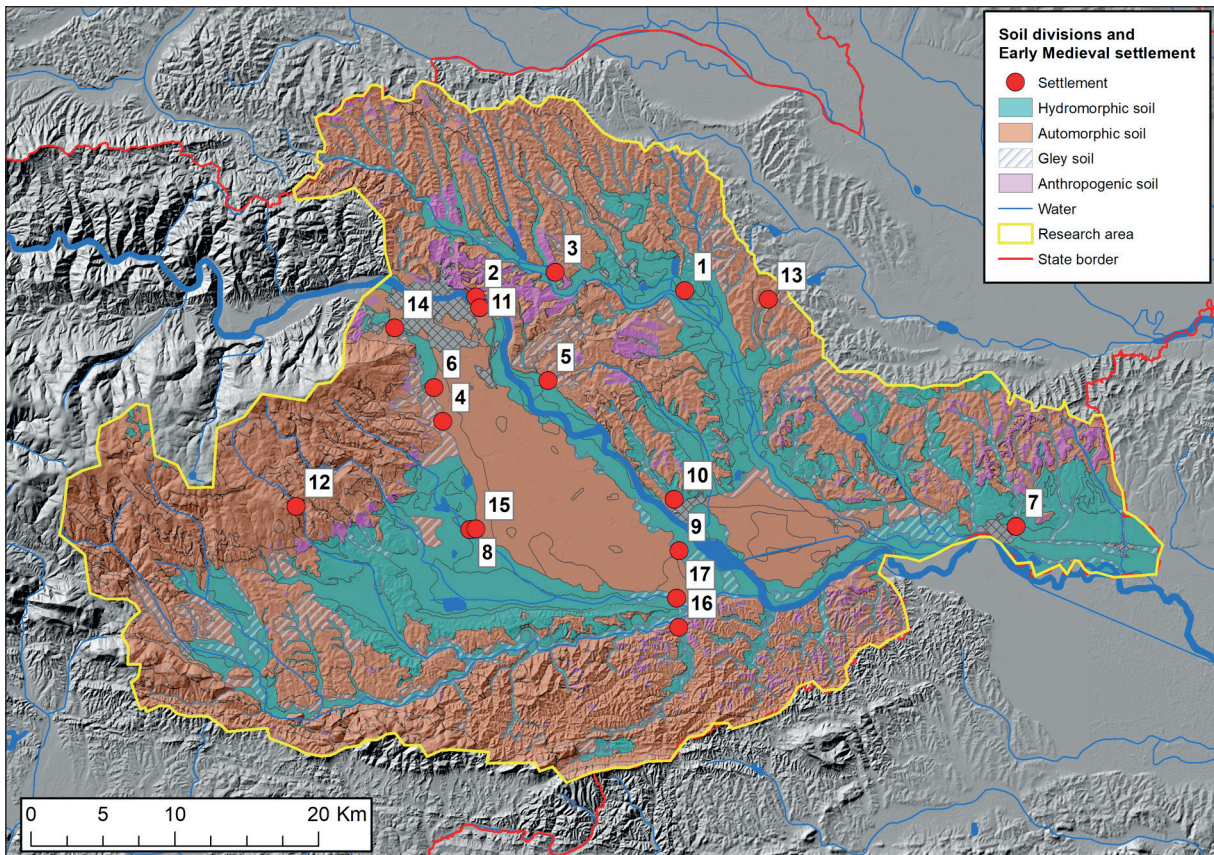 Soil divisions and
Early Medieval settlement
Settlement
Hydromorphic soil
Automorphic soil
Gley soil
Anthropogenic soil
Water
Research area
State border
3
2
1
13
14
11
6
5
4
12
10
15
7
9
8
17
16
0 5 10 20 Km